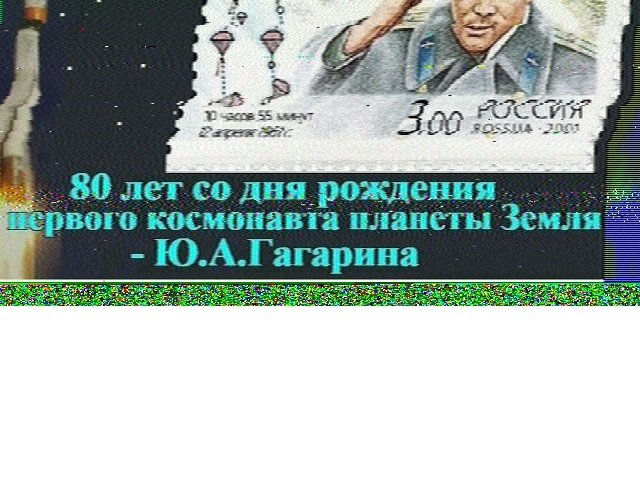 10 часов 55 минут
12 апреля 1961 г.
3.00 РОССИЯ
ROSSIJA · 2001
80 лет со дня рождения
первого космонавта планеты Земля
- Ю.А.Гагарина